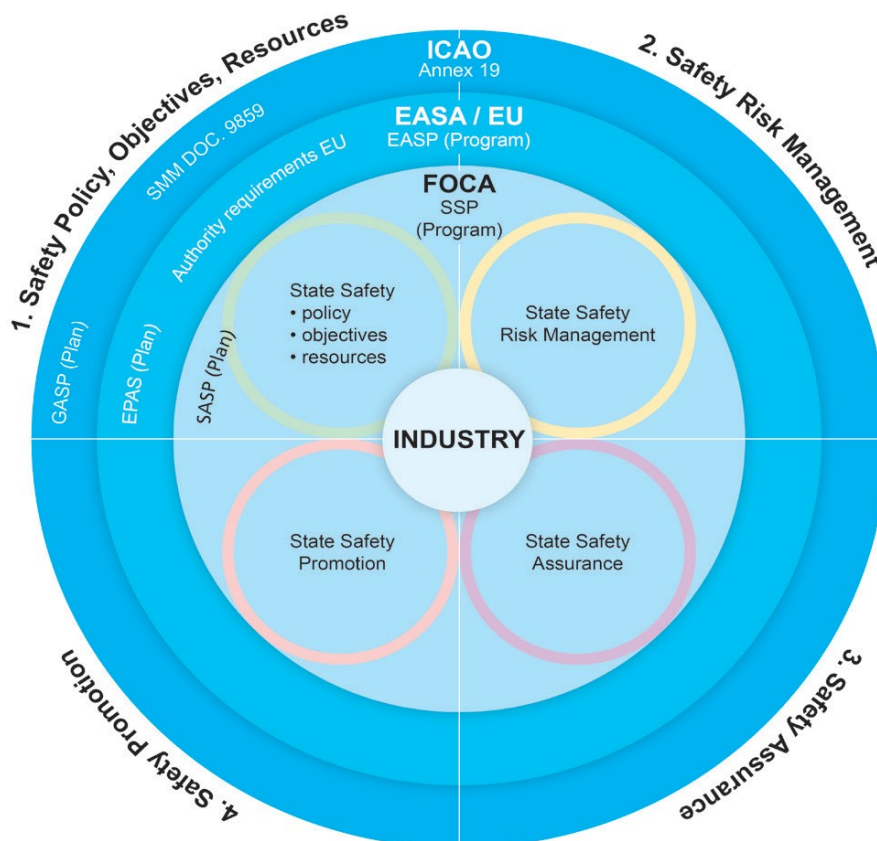 1. Safety Policy, Objectives, Resources
2. Safety Risk Management
ICAO
Annex 19
SMM DOC. 9859
GASP (Plan)
EASA / EU
EASP (Program)
Authority requirements EU
EPAS (Plan)
FOCA
SSP
(Program)
SASP (Plan)
State Safety
• policy
• objectives
• resources
State Safety
Risk Management
INDUSTRY
State Safety
Promotion
State Safety
Assurance
4. Safety Promotion
3. Safety Assurance